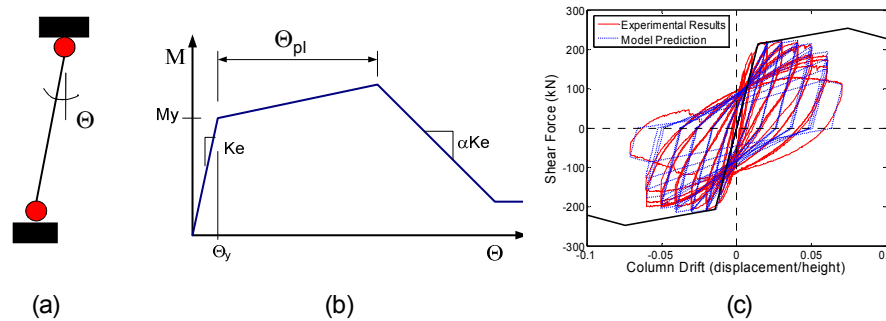 Θ
(a)
M
Θpl
My
Ke
αKe
Θy
Θ
(b)
300
200
100
0
-100
-200
-300
-0.1
-0.05
0
0.05
0.
Shear Force (kN)
Column Drift (displacement/height)
Experimental Results
Model Prediction
(c)